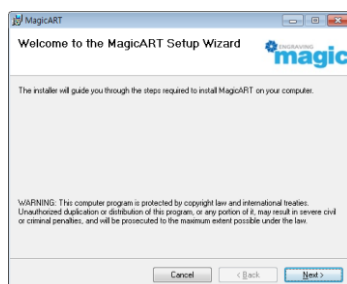 MagicART
Welcome to the MagicART Setup Wizard
ENGRAVING
magic
The installer will guide you through the steps required to install MagicART on your computer.
WARNING: This computer program is protected by copyright law and international treaties.
Unauthorized duplication or distribution of this program, or any portion of it, may result in severe civil
or criminal penalties, and will be prosecuted to the maximum extent possible under the law.
Cancel
< Back
Next >